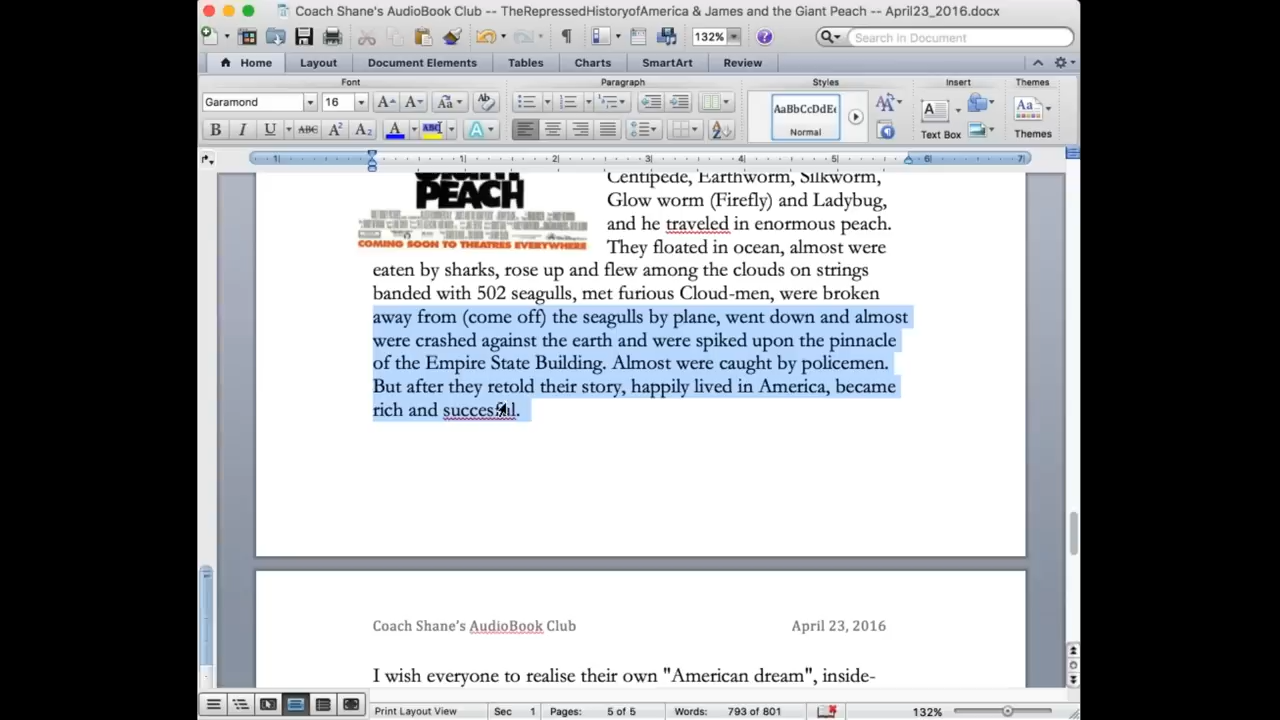 Coach Shane's AudioBook Club -- TheRepressedHistoryofAmerica & James and the Giant Peach -- April23_2016.docx
132%
Search in Document
Home Layout Document Elements Tables Charts SmartArt Review
Font Paragraph Styles Insert Themes
Garamond 16
AaBbCcDdEe
Normal
Text Box
Aa
Themes
PEACH
COMING SOON TO THEATRES EVERYWHERE
Centipede, Earthworm, Silkworm,
Glow worm (Firefly) and Ladybug,
and he traveled in enormous peach.
They floated in ocean, almost were
eaten by sharks, rose up and flew among the clouds on strings
banded with 502 seagulls, met furious Cloud-men, were broken
away from (come off) the seagulls by plane, went down and almost
were crashed against the earth and were spiked upon the pinnacle
of the Empire State Building. Almost were caught by policemen.
But after they retold their story, happily lived in America, became
rich and successful.
Coach Shane's AudioBook Club April 23, 2016
I wish everyone to realise their own "American dream", inside-
Print Layout View Sec 1 Pages: 5 of 5 Words: 793 of 801 132%